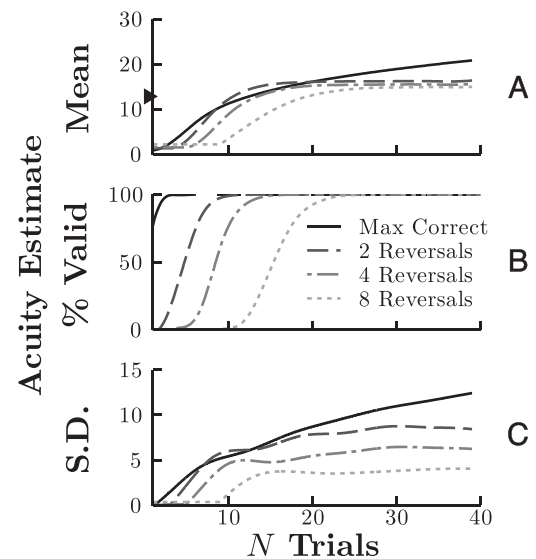 30
20
10
0
Mean
A
100
50
0
% Valid
Max Correct
2 Reversals
4 Reversals
8 Reversals
B
Acuity Estimate
15
10
5
0
S.D.
C
10 20 30 40
N Trials